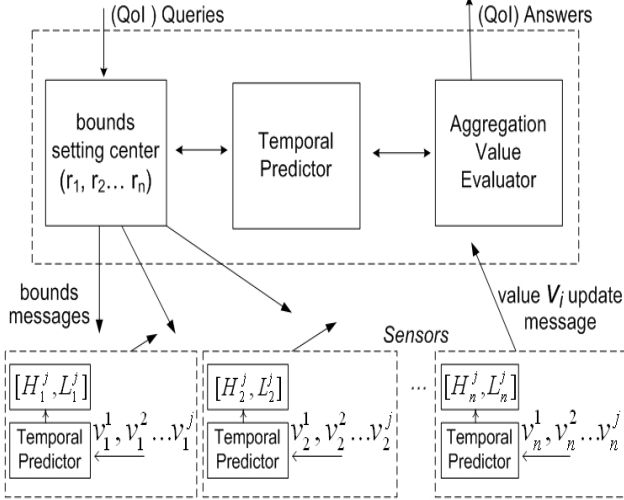 (QoI ) Queries
(QoI) Answers
bounds
setting center
(r₁, r₂... rₙ)
Temporal
Predictor
Aggregation
Value
Evaluator
bounds
messages
value Vᵢ update
message
Sensors
[H₁ʲ,L₁ʲ]
[H₂ʲ,L₂ʲ]
...
[Hₙʲ,Lₙʲ]
Temporal
Predictor
v₁¹,v₁²...v₁ʲ
Temporal
Predictor
v₂¹,v₂²...v₂ʲ
Temporal
Predictor
vₙ¹,vₙ²...vₙʲ